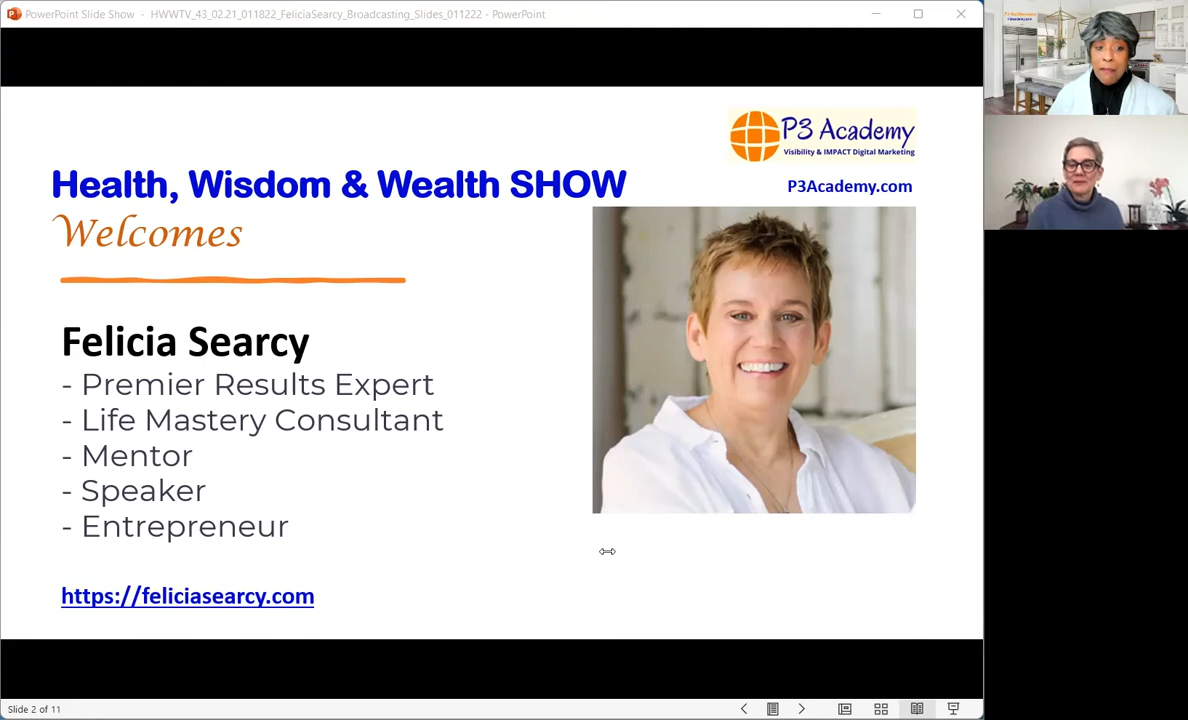 PowerPoint Slide Show - HWWTV_43_02.21_011822_FeliciaSearcy_Broadcasting_Slides_011222 - PowerPoint
P3 Academy
Visibility & IMPACT Digital Marketing
P3Academy.com
Health, Wisdom & Wealth SHOW
Welcomes
Felicia Searcy
- Premier Results Expert
- Life Mastery Consultant
- Mentor
- Speaker
- Entrepreneur
https://feliciasearcy.com
Slide 2 of 11